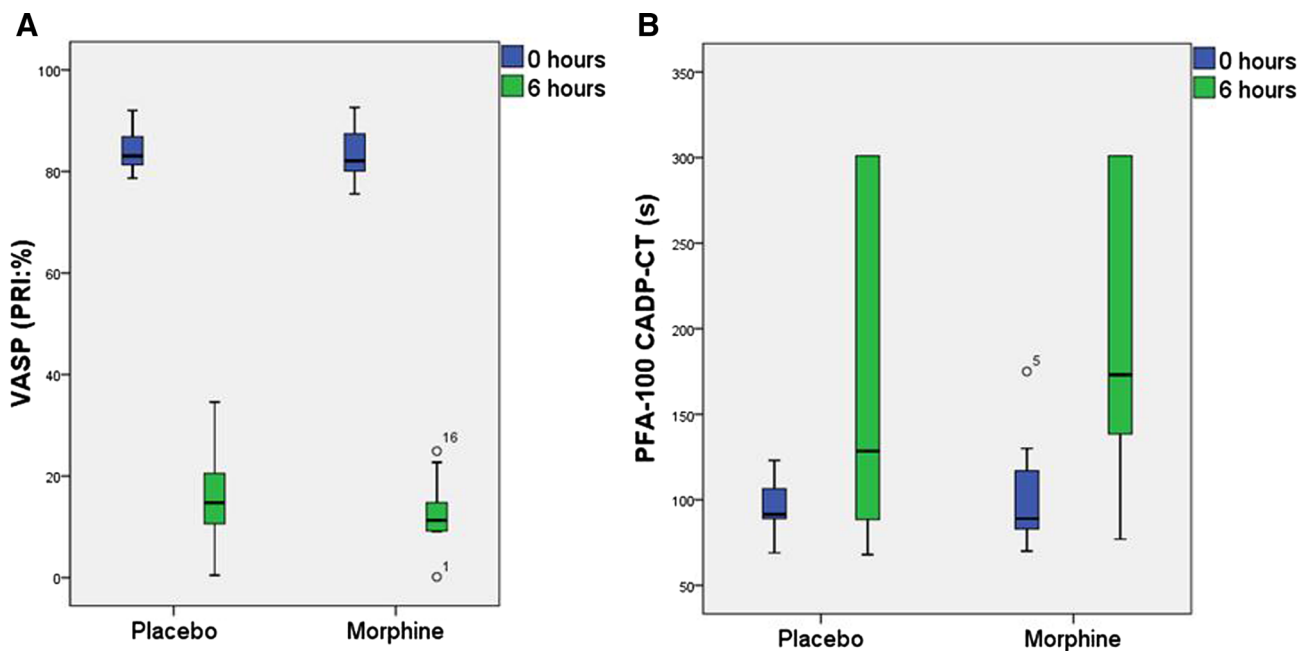 A
0 hours
6 hours
VASP (PRI:%)
100
80
60
40
20
0
16
1
Placebo
Morphine
B
0 hours
6 hours
PFA-100 CADP-CT (s)
350
300
250
200
150
100
50
5
Placebo
Morphine